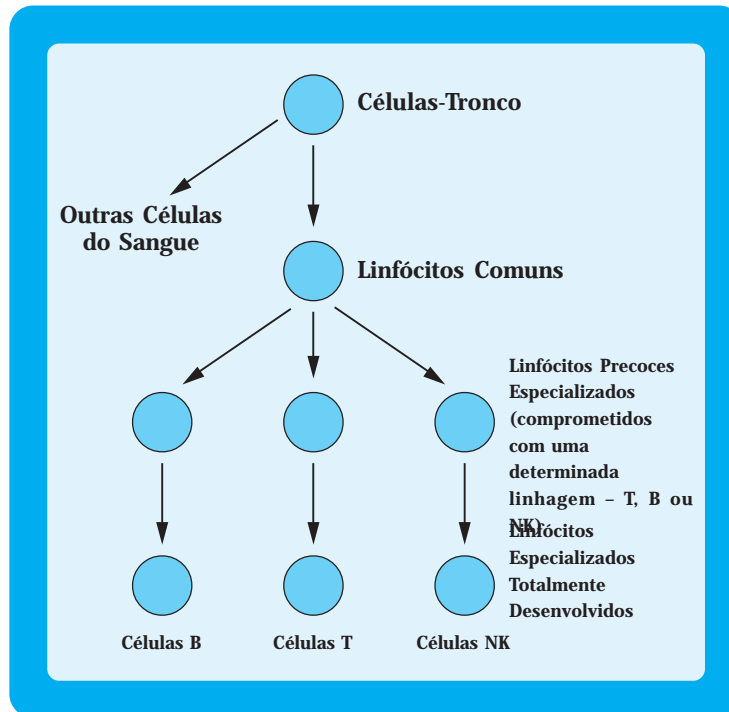 Células-Tronco
Outras Células
do Sangue
Linfócitos Comuns
Linfócitos Precoces
Especializados
(comprometidos
com uma
determinada
linhagem – T, B ou
NK)
Linfócitos
Especializados
Totalmente
Desenvolvidos
Células B
Células T
Células NK